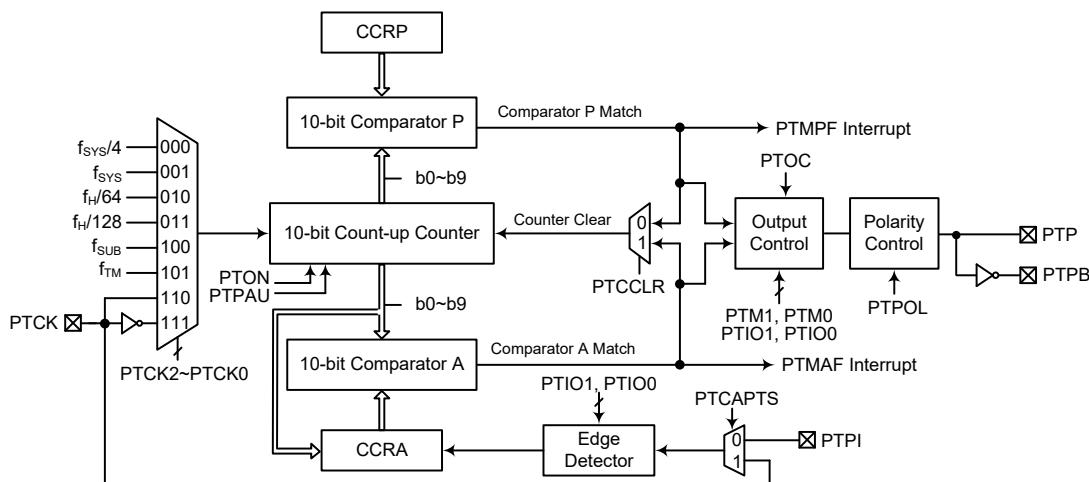 CCRP
10-bit Comparator P
Comparator P Match
PTMPF Interrupt
b0~b9
PTOC
fSYS/4
000
fSYS
001
fH/64
010
fH/128
011
fSUB
100
fTM
101
110
111
PTCK
PTCK2~PTCK0
10-bit Count-up Counter
Counter Clear
0
1
PTCCLR
Output
Control
Polarity
Control
PTP
PTPB
PTON
PTPAU
b0~b9
PTM1, PTM0
PTIO1, PTIO0
PTPOL
10-bit Comparator A
Comparator A Match
PTMAF Interrupt
PTIO1, PTIO0
PTCAPTS
CCRA
Edge
Detector
0
1
PTPI